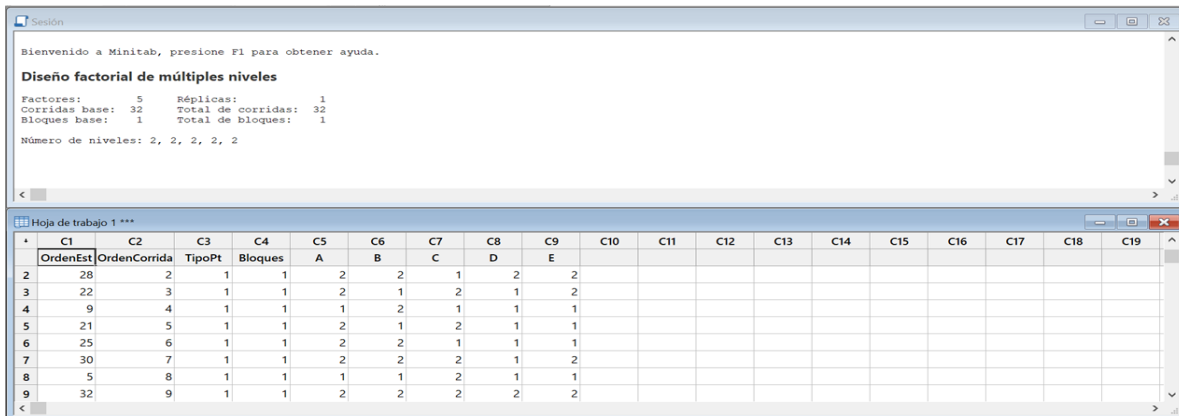 Sesión
Bienvenido a Minitab, presione F1 para obtener ayuda.
Diseño factorial de múltiples niveles
Factores: 5 Réplicas: 1
Corridas base: 32 Total de corridas: 32
Bloques base: 1 Total de bloques: 1
Número de niveles: 2, 2, 2, 2, 2
Hoja de trabajo 1 ***
C1 C2 C3 C4 C5 C6 C7 C8 C9 C10 C11 C12 C13 C14 C15 C16 C17 C18 C19
OrdenEst OrdenCorrida TipoPt Bloques A B C D E
2 28 2 1 1 2 2 1 2 2
3 22 3 1 1 2 1 2 1 2
4 9 4 1 1 1 2 1 1 1
5 21 5 1 1 2 1 2 1 1
6 25 6 1 1 2 2 1 1 1
7 30 7 1 1 2 2 2 1 2
8 5 8 1 1 1 1 2 1 1
9 32 9 1 1 2 2 2 2 2